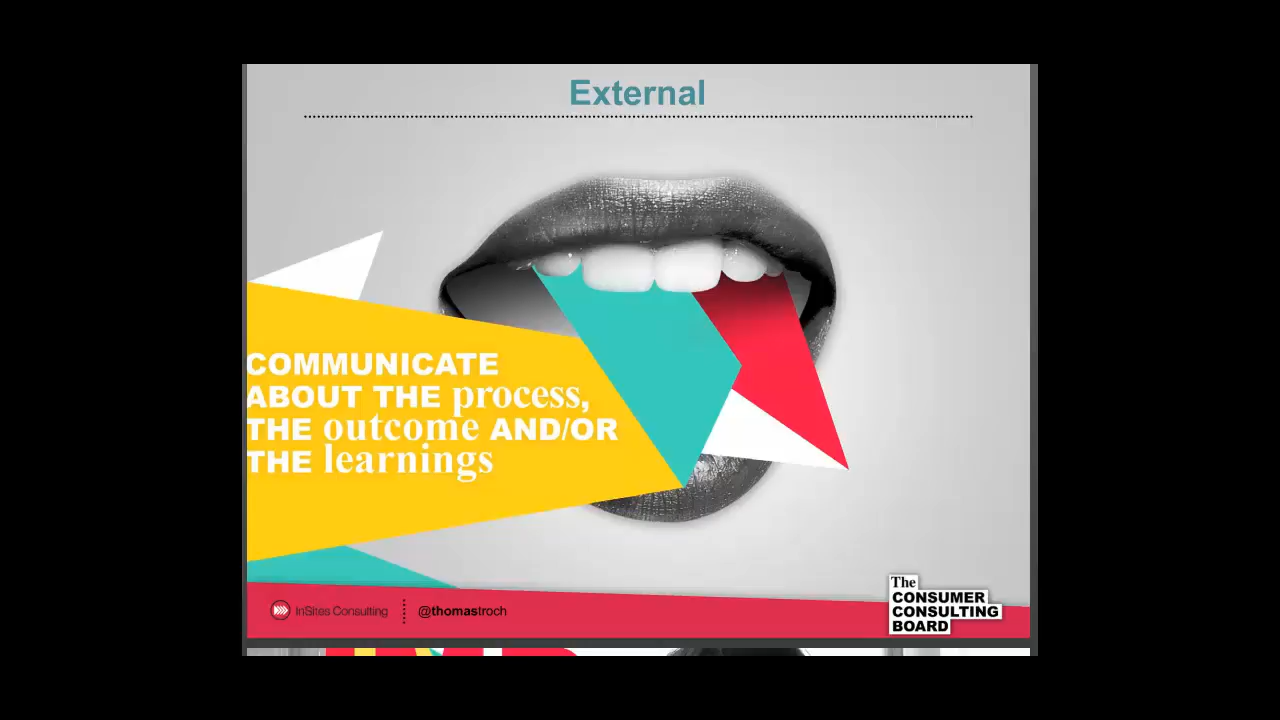 External
COMMUNICATE
ABOUT THE process,
THE outcome AND/OR
THE learnings
InSites Consulting
@thomastroch
The
CONSUMER
CONSULTING
BOARD